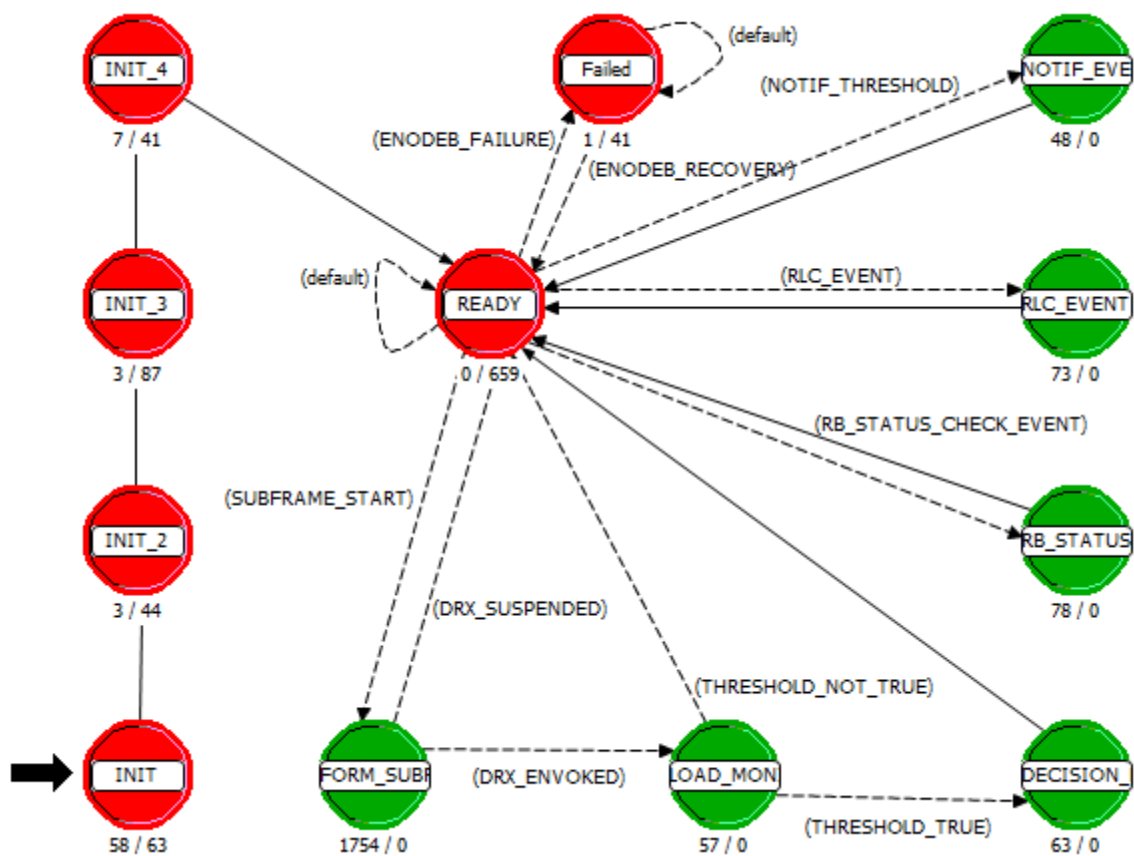 INIT_4
7 / 41
Failed
1 / 41
(default)
(NOTIF_THRESHOLD)
NOTIF_EVE
48 / 0
(ENODEB_FAILURE)
(ENODEB_RECOVERY)
INIT_3
3 / 87
(default)
READY
0 / 659
(RLC_EVENT)
RLC_EVENT
73 / 0
(RB_STATUS_CHECK_EVENT)
(SUBFRAME_START)
INIT_2
3 / 44
RB_STATUS
78 / 0
(DRX_SUSPENDED)
(THRESHOLD_NOT_TRUE)
INIT
58 / 63
FORM_SUBF
1754 / 0
(DRX_ENVOKED)
LOAD_MON
57 / 0
(THRESHOLD_TRUE)
DECISION_
63 / 0